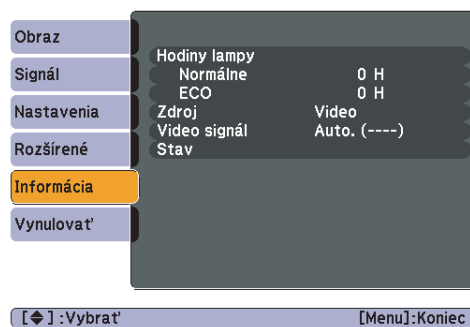 Obraz
Signál
Nastavenia
Rozšírené
Informácia
Vynulovať
Hodiny lampy
Normálne 0 H
ECO 0 H
Zdroj Video
Video signál Auto. (----)
Stav
[◆] :Vybrať [Menu]:Koniec